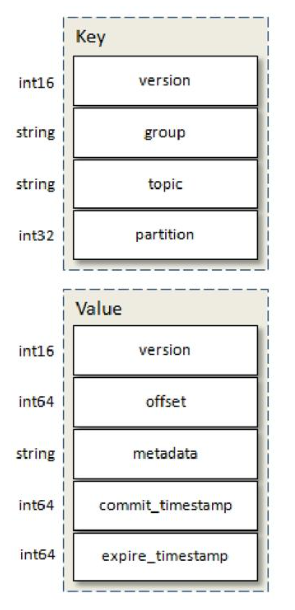 Key
int16 version
string group
string topic
int32 partition
Value
int16 version
int64 offset
string metadata
int64 commit_timestamp
int64 expire_timestamp